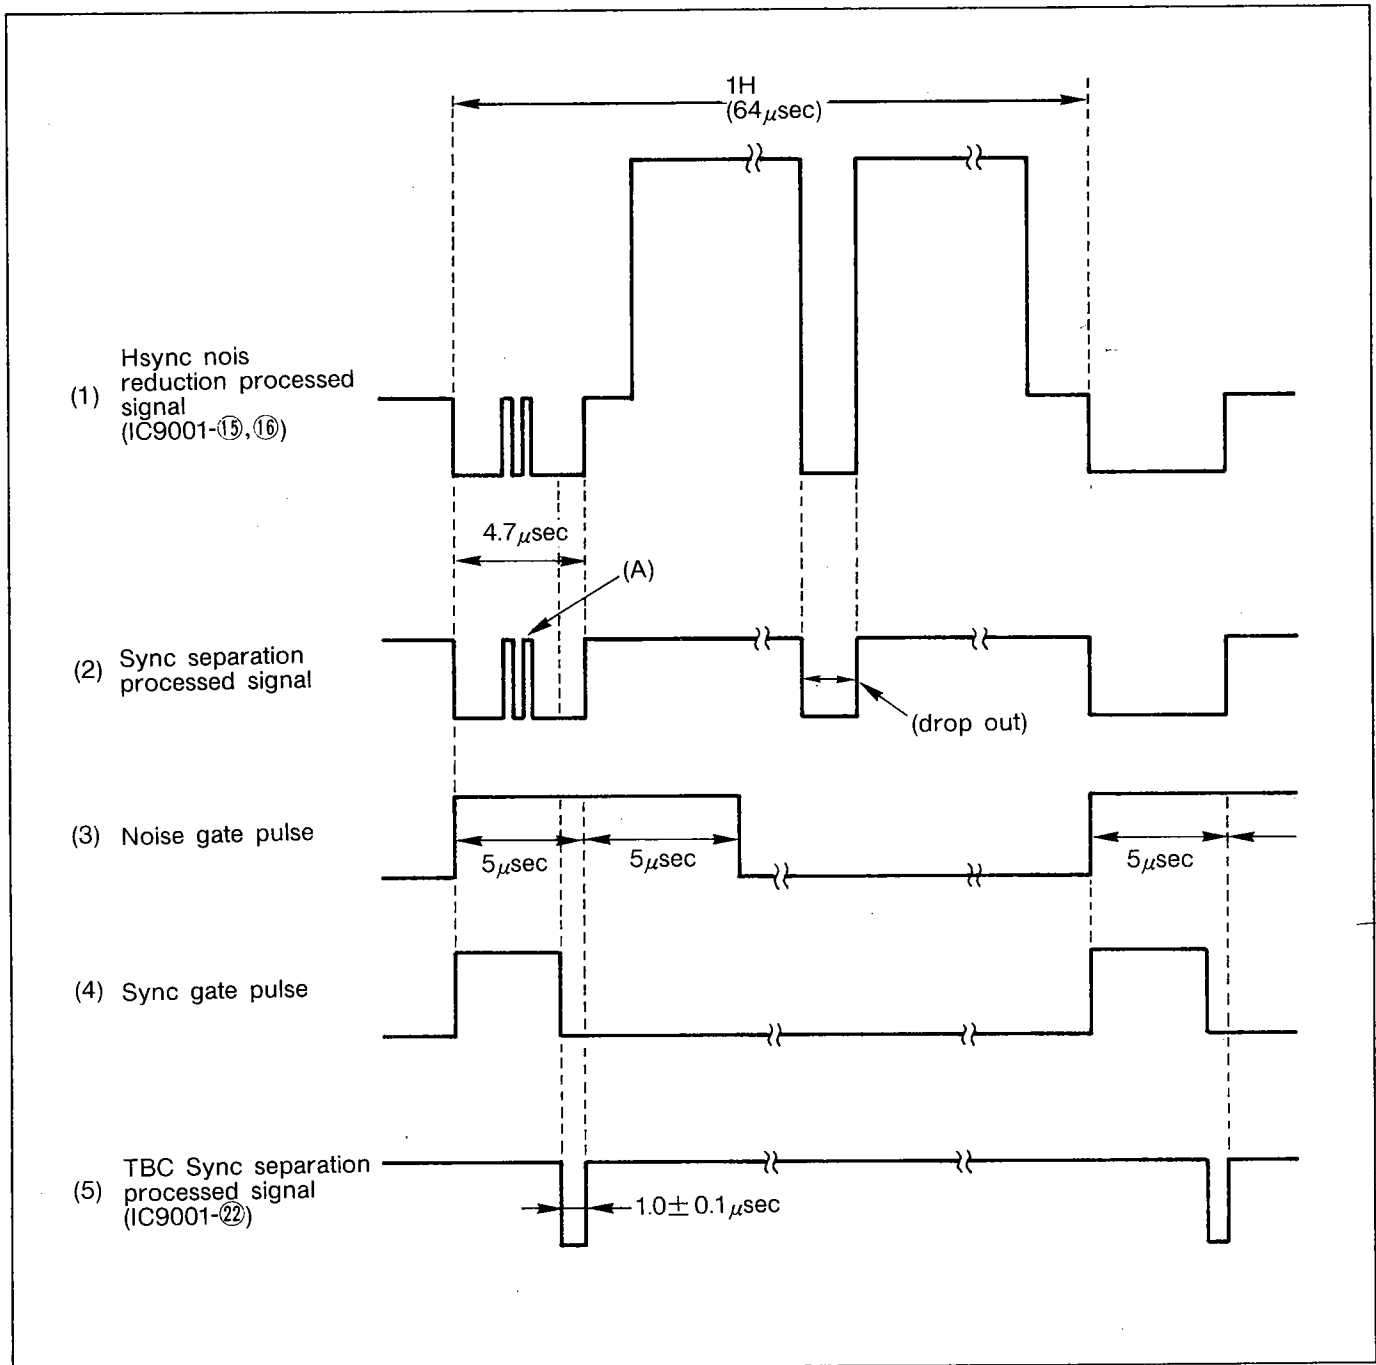 1H
(64μsec)
(1) Hsync nois
reduction processed
signal
(IC9001-⑮,⑯)
4.7μsec
(A)
(2) Sync separation
processed signal
(drop out)
(3) Noise gate pulse
5μsec
5μsec
5μsec
(4) Sync gate pulse
(5) TBC Sync separation
processed signal
(IC9001-㉒)
1.0±0.1μsec